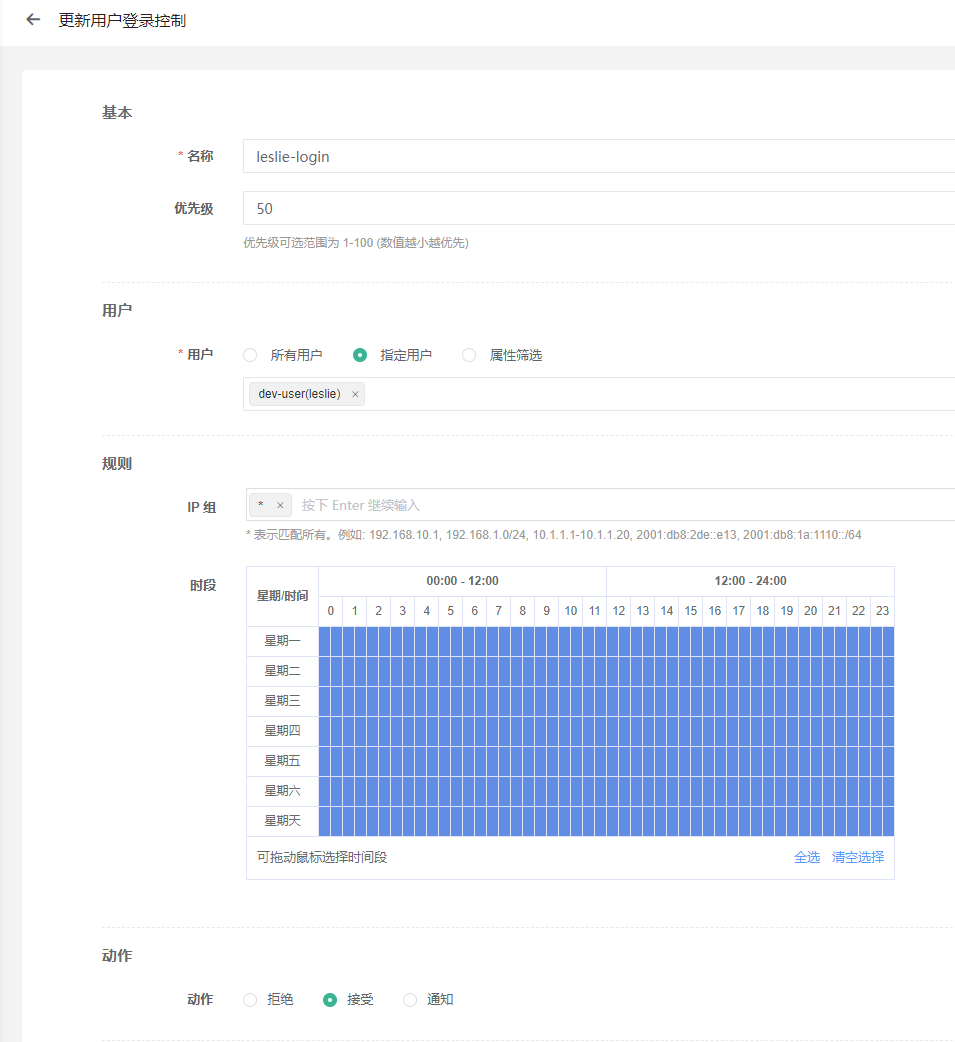 更新用户登录控制
基本
* 名称 leslie-login
优先级 50
优先级可选范围为 1-100 (数值越小越优先)
用户
* 用户 所有用户 指定用户 属性筛选
dev-user(leslie) ×
规则
IP 组 * × 按下 Enter 继续输入
* 表示匹配所有。例如: 192.168.10.1, 192.168.1.0/24, 10.1.1.1-10.1.1.20, 2001:db8:2de::e13, 2001:db8:1a:1110::/64
时段 星期/时间 00:00 - 12:00 12:00 - 24:00
0 1 2 3 4 5 6 7 8 9 10 11 12 13 14 15 16 17 18 19 20 21 22 23
星期一
星期二
星期三
星期四
星期五
星期六
星期天
可拖动鼠标选择时间段 全选 清空选择
动作
动作 拒绝 接受 通知